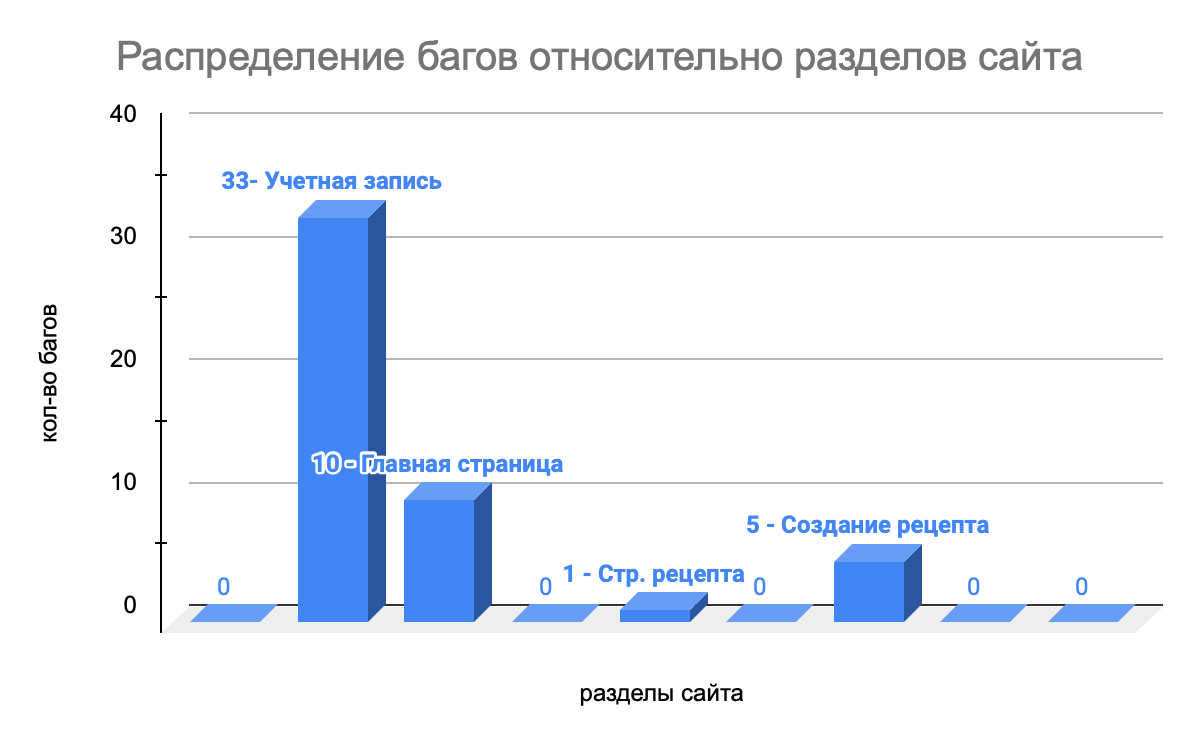 Распределение багов относительно разделов сайта
40
33- Учетная запись
30
кол-во багов
20
10 - Главная страница
10
5 - Создание рецепта
1 - Стр. рецепта
0
0
0
0
0
0
разделы сайта